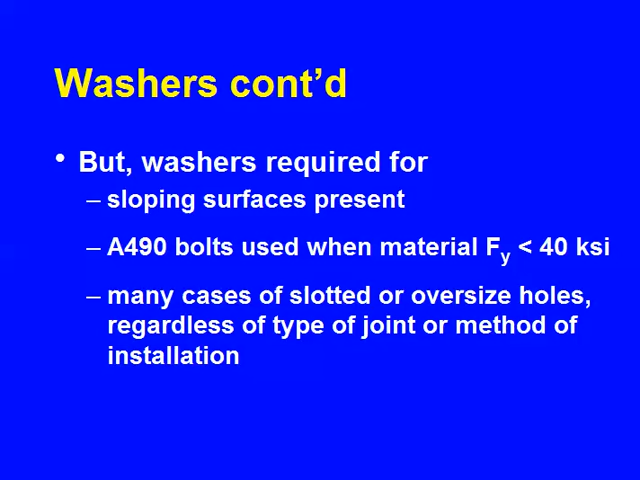 Washers cont’d
• But, washers required for
– sloping surfaces present
– A490 bolts used when material Fy < 40 ksi
– many cases of slotted or oversize holes,
regardless of type of joint or method of
installation